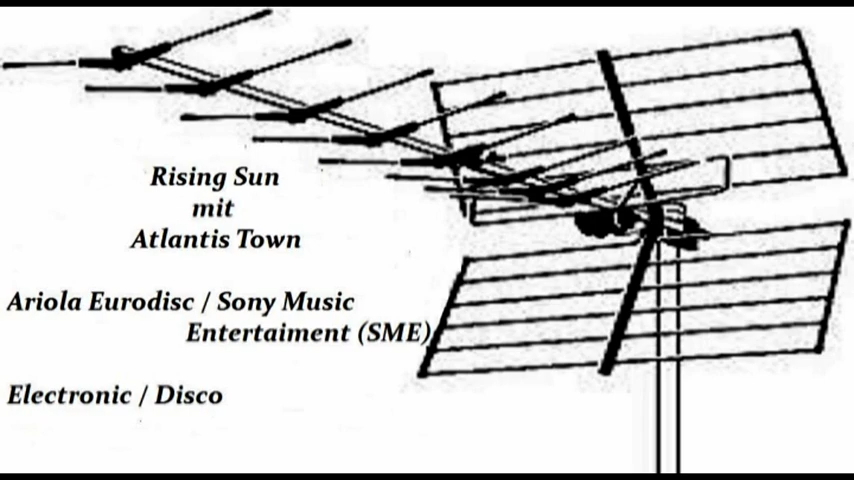 Rising Sun
mit
Atlantis Town
Ariola Eurodisc / Sony Music
Entertaiment (SME)
Electronic / Disco